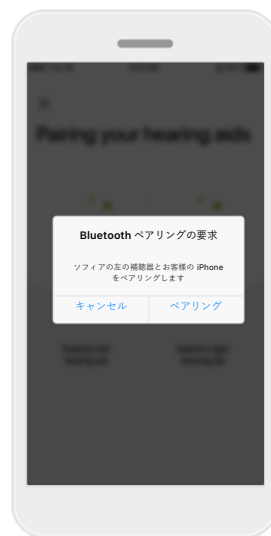 Pairing your hearing aids
Bluetooth ペアリングの要求
ソフィアの左の補聴器とお客様の iPhone
をペアリングします
キャンセル
ペアリング